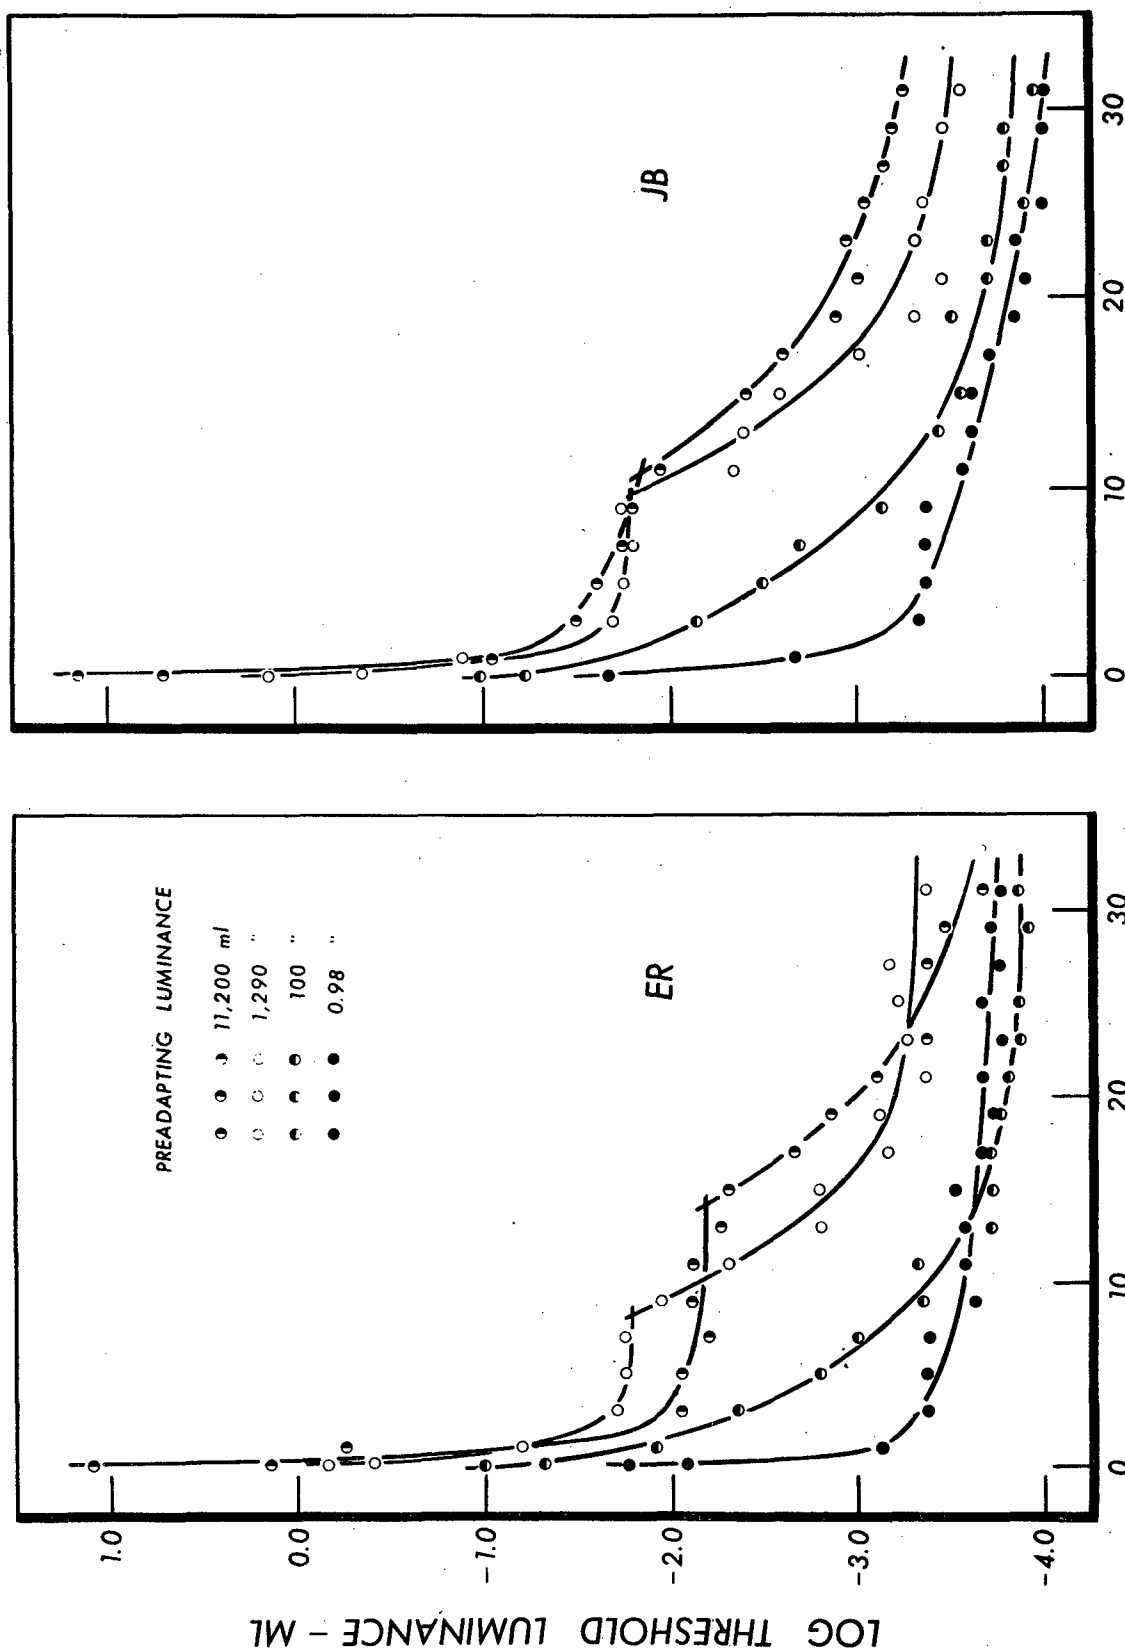 LOG THRESHOLD LUMINANCE - ML
1.0
0.0
-1.0
-2.0
-3.0
-4.0
PREADAPTING LUMINANCE
11,200 ml
1,290 "
100 "
0.98 "
ER
0 10 20 30
JB
0 10 20 30